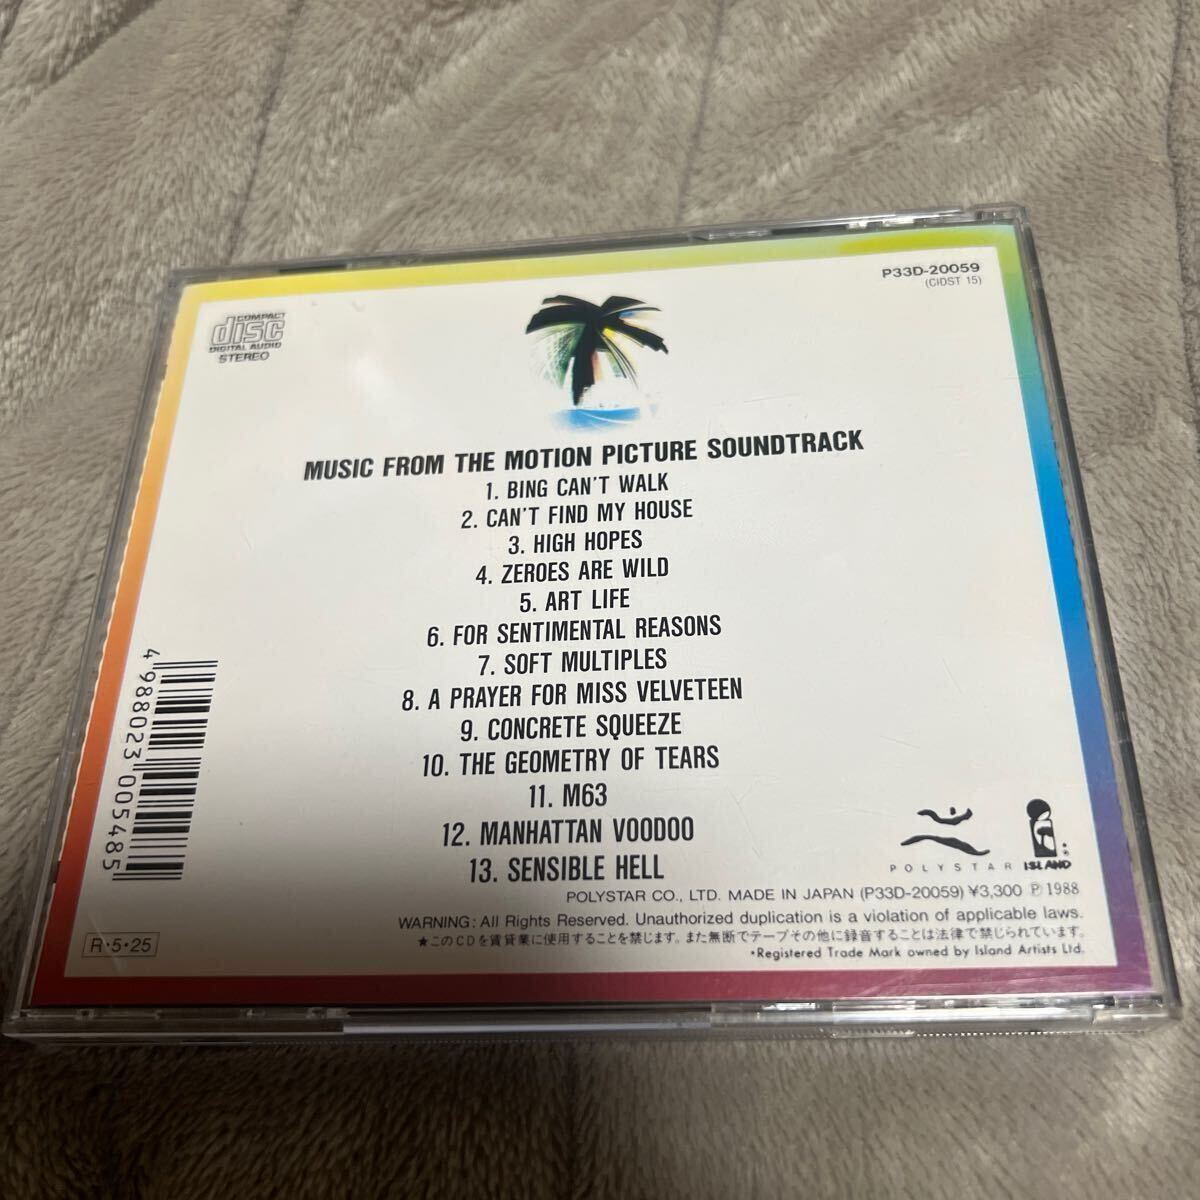 P33D-20059
(CIDST 15)
COMPACT
disc
DIGITAL AUDIO
STEREO
MUSIC FROM THE MOTION PICTURE SOUNDTRACK
1. BING CAN'T WALK
2. CAN'T FIND MY HOUSE
3. HIGH HOPES
4. ZEROES ARE WILD
5. ART LIFE
6. FOR SENTIMENTAL REASONS
7. SOFT MULTIPLES
8. A PRAYER FOR MISS VELVETEEN
9. CONCRETE SQUEEZE
10. THE GEOMETRY OF TEARS
11. M63
12. MANHATTAN VOODOO
13. SENSIBLE HELL
4 988023 005485
POLYSTAR
ISLAND
POLYSTAR CO., LTD. MADE IN JAPAN (P33D-20059) ¥3,300 Ⓟ 1988
WARNING: All Rights Reserved. Unauthorized duplication is a violation of applicable laws.
★このCDを賃貸業に使用することを禁じます。また無断でテープその他に録音することは法律で禁じられています。
•Registered Trade Mark owned by Island Artists Ltd.
R・5・25